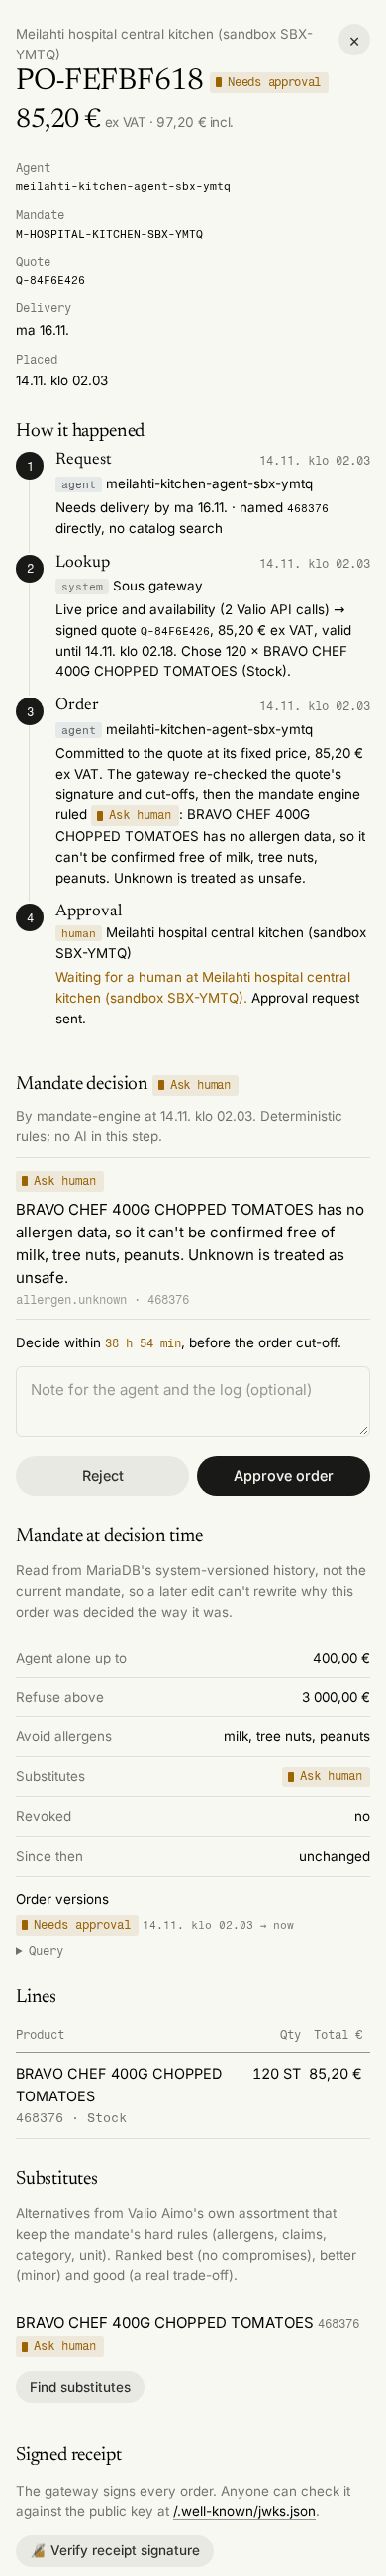 Meilahti hospital central kitchen (sandbox SBX-
YMTQ)
×
PO-FEFBF618 Needs approval
85,20 € ex VAT · 97,20 € incl.
Agent
meilahti-kitchen-agent-sbx-ymtq
Mandate
M-HOSPITAL-KITCHEN-SBX-YMTQ
Quote
Q-84F6E426
Delivery
ma 16.11.
Placed
14.11. klo 02.03
How it happened
1 Request 14.11. klo 02.03
agent meilahti-kitchen-agent-sbx-ymtq
Needs delivery by ma 16.11. · named 468376
directly, no catalog search
2 Lookup 14.11. klo 02.03
system Sous gateway
Live price and availability (2 Valio API calls) →
signed quote Q-84F6E426, 85,20 € ex VAT, valid
until 14.11. klo 02.18. Chose 120 × BRAVO CHEF
400G CHOPPED TOMATOES (Stock).
3 Order 14.11. klo 02.03
agent meilahti-kitchen-agent-sbx-ymtq
Committed to the quote at its fixed price, 85,20 €
ex VAT. The gateway re-checked the quote's
signature and cut-offs, then the mandate engine
ruled Ask human: BRAVO CHEF 400G
CHOPPED TOMATOES has no allergen data, so it
can't be confirmed free of milk, tree nuts,
peanuts. Unknown is treated as unsafe.
4 Approval
human Meilahti hospital central kitchen (sandbox
SBX-YMTQ)
Waiting for a human at Meilahti hospital central
kitchen (sandbox SBX-YMTQ). Approval request
sent.
Mandate decision Ask human
By mandate-engine at 14.11. klo 02.03. Deterministic
rules; no AI in this step.
Ask human
BRAVO CHEF 400G CHOPPED TOMATOES has no
allergen data, so it can't be confirmed free of
milk, tree nuts, peanuts. Unknown is treated as
unsafe.
allergen.unknown · 468376
Decide within 38 h 54 min, before the order cut-off.
Note for the agent and the log (optional)
Reject Approve order
Mandate at decision time
Read from MariaDB's system-versioned history, not the
current mandate, so a later edit can't rewrite why this
order was decided the way it was.
Agent alone up to 400,00 €
Refuse above 3 000,00 €
Avoid allergens milk, tree nuts, peanuts
Substitutes Ask human
Revoked no
Since then unchanged
Order versions
Needs approval 14.11. klo 02.03 → now
▶ Query
Lines
Product Qty Total €
BRAVO CHEF 400G CHOPPED 120 ST 85,20 €
TOMATOES
468376 · Stock
Substitutes
Alternatives from Valio Aimo's own assortment that
keep the mandate's hard rules (allergens, claims,
category, unit). Ranked best (no compromises), better
(minor) and good (a real trade-off).
BRAVO CHEF 400G CHOPPED TOMATOES 468376
Ask human
Find substitutes
Signed receipt
The gateway signs every order. Anyone can check it
against the public key at /.well-known/jwks.json.
🔏 Verify receipt signature